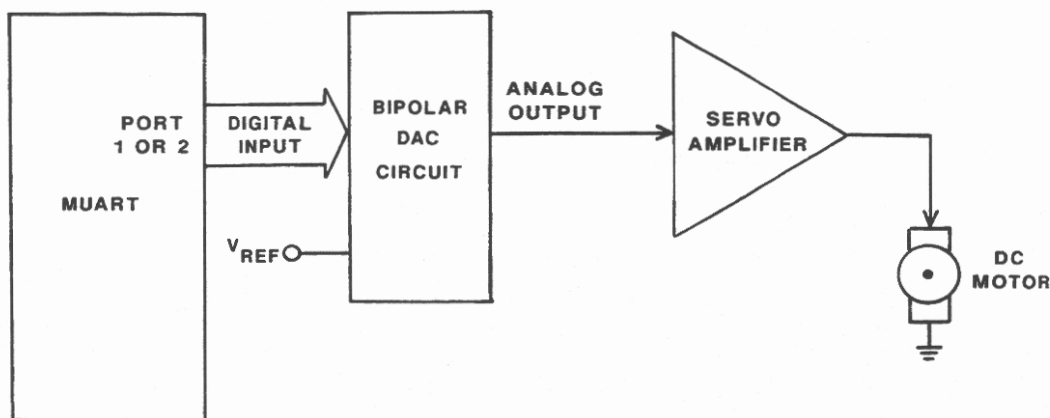 PORT
1 OR 2
MUART
DIGITAL
INPUT
VREF
BIPOLAR
DAC
CIRCUIT
ANALOG
OUTPUT
SERVO
AMPLIFIER
DC
MOTOR